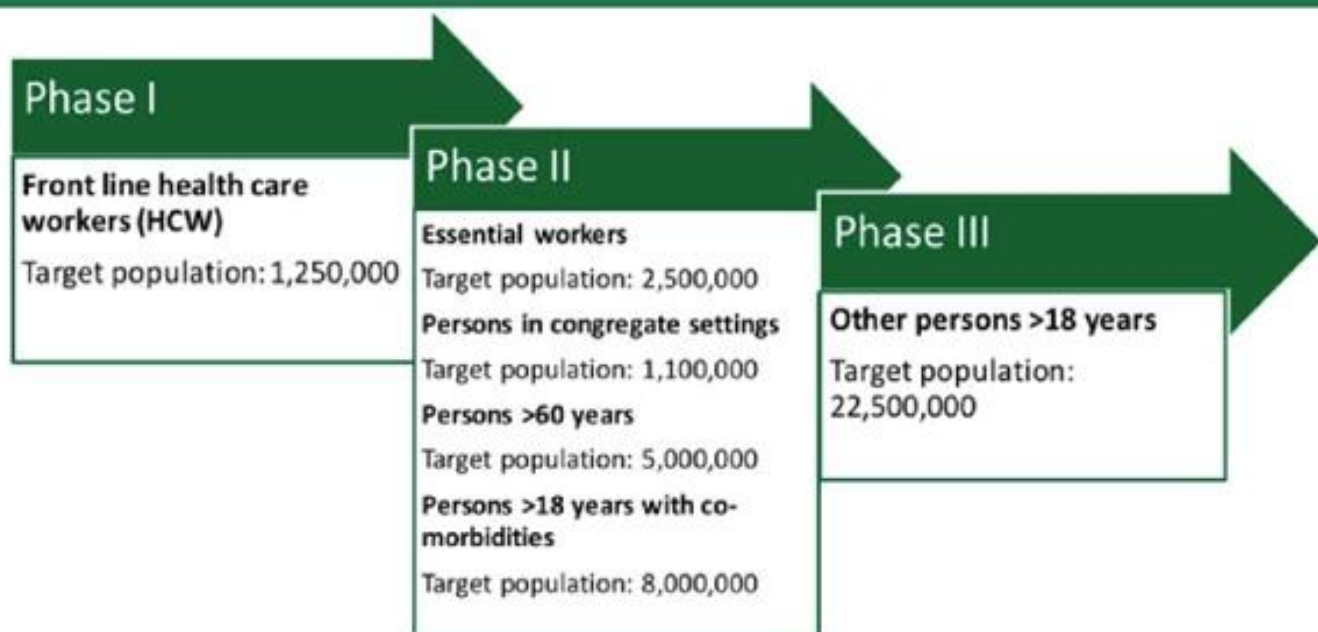 Phase I
Front line health care
workers (HCW)
Target population: 1,250,000
Phase II
Essential workers
Target population: 2,500,000
Persons in congregate settings
Target population: 1,100,000
Persons >60 years
Target population: 5,000,000
Persons >18 years with co-
morbidities
Target population: 8,000,000
Phase III
Other persons >18 years
Target population:
22,500,000